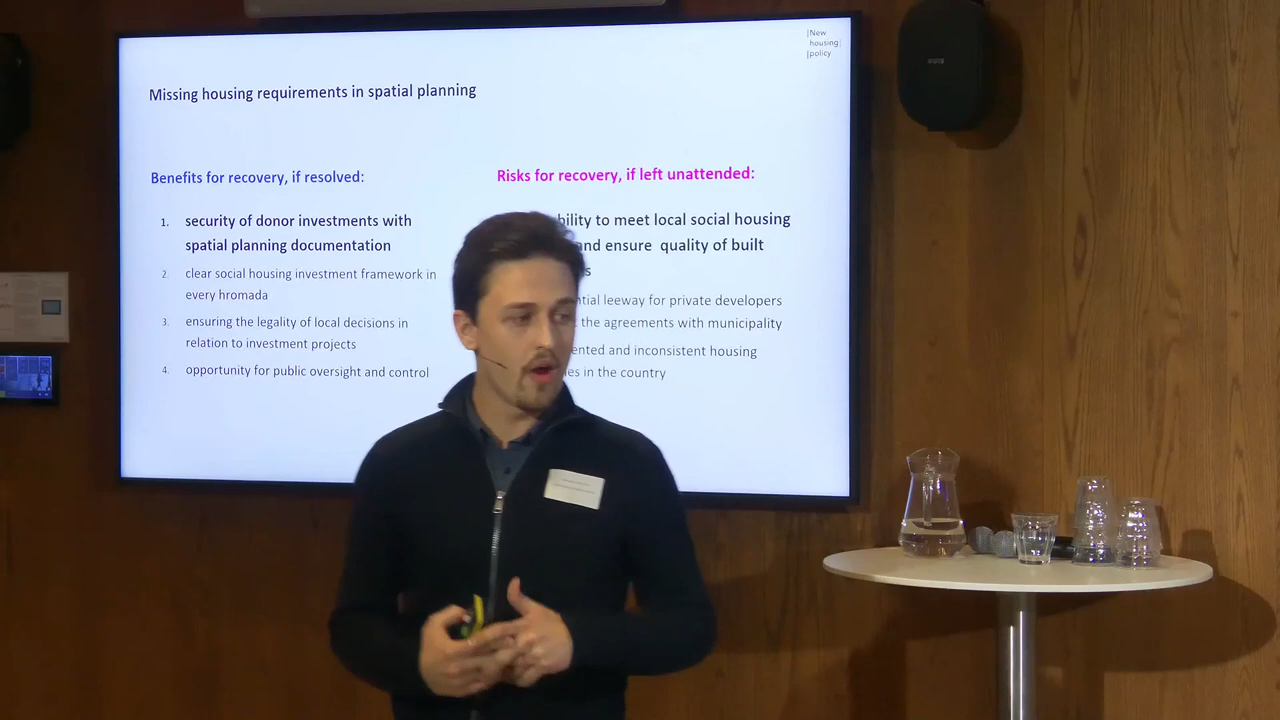 |New
housing|
|policy
Missing housing requirements in spatial planning
Benefits for recovery, if resolved:
1. security of donor investments with
spatial planning documentation
2. clear social housing investment framework in
every hromada
3. ensuring the legality of local decisions in
relation to investment projects
4. opportunity for public oversight and control
Risks for recovery, if left unattended:
to meet local social housing
and ensure quality of built
leeway for private developers
the agreements with municipality
and inconsistent housing
in the country